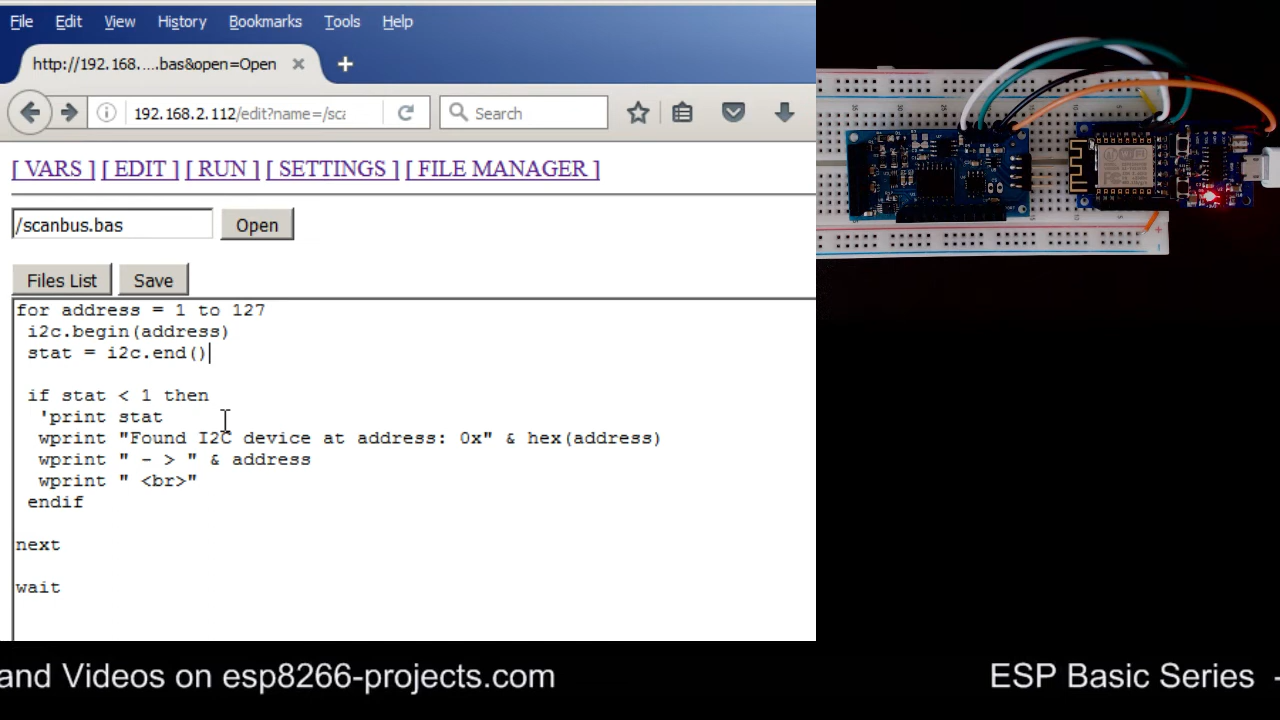 File Edit View History Bookmarks Tools Help
http://192.168. ....bas&open=Open
192.168.2.112/edit?name=/sca
Search
[ VARS ] [ EDIT ] [ RUN ] [ SETTINGS ] [ FILE MANAGER ]
/scanbus.bas Open
Files List Save
for address = 1 to 127
i2c.begin(address)
stat = i2c.end()
if stat < 1 then
'print stat
wprint "Found I2C device at address: 0x" & hex(address)
wprint " - > " & address
wprint " <br>"
endif
next
wait
and Videos on esp8266-projects.com
ESP Basic Series -